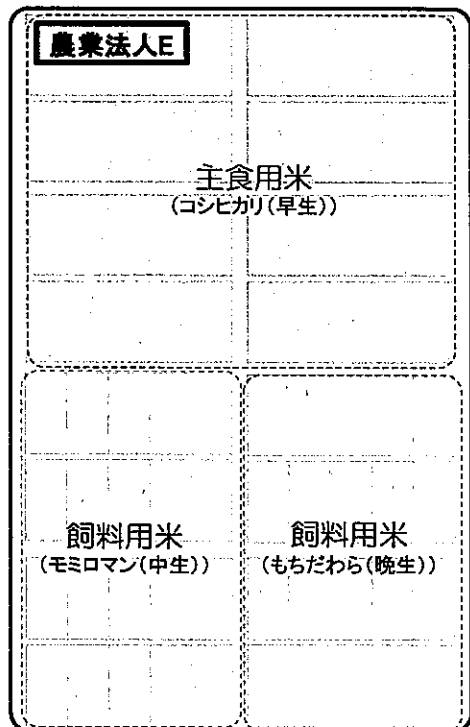 農業法人E
主食用米
(コシヒカリ(早生))
飼料用米
(モミロマン(中生))
飼料用米
(もちだわら(晩生))